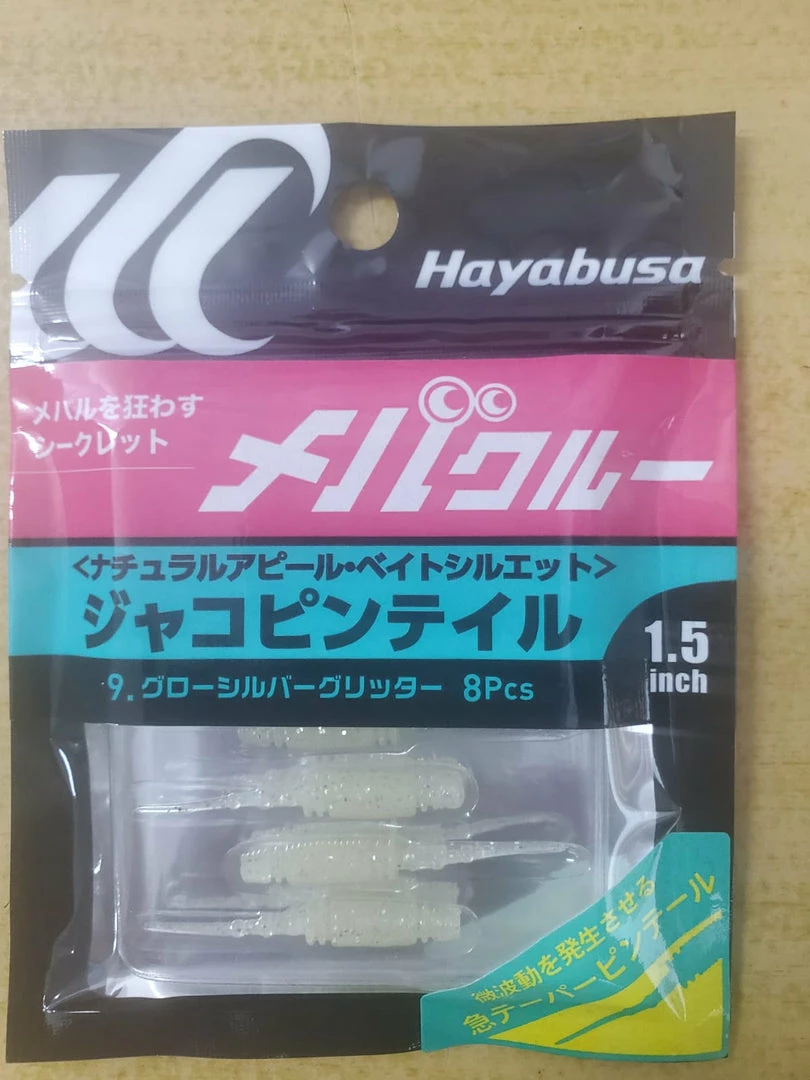 Hayabusa
メバルを狂わす
シークレット
メバクルー
<ナチュラルアピール・ベイトシルエット>
ジャコピンテイル
1.5
inch
9.グローシルバーグリッター 8Pcs
微波動を発生させる
急テーパーピンテール